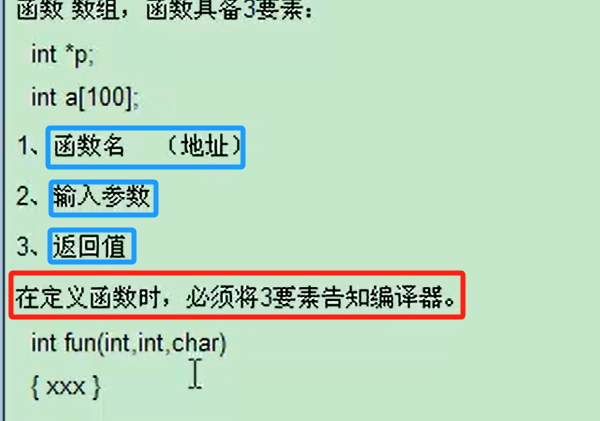 函数 数组，函数具备3要素：
int *p;
int a[100];
1、函数名 （地址）
2、输入参数
3、返回值
在定义函数时，必须将3要素告知编译器。
int fun(int,int,char)
{ xxx }